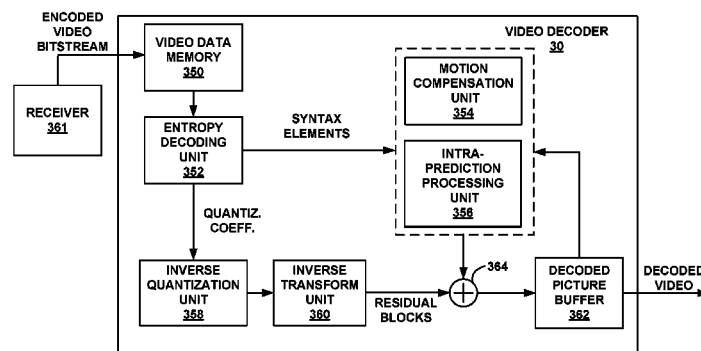 ENCODED
VIDEO
BITSTREAM
RECEIVER
361
VIDEO DECODER
30
VIDEO DATA
MEMORY
350
ENTROPY
DECODING
UNIT
352
SYNTAX
ELEMENTS
MOTION
COMPENSATION
UNIT
354
INTRA-
PREDICTION
PROCESSING
UNIT
356
QUANTIZ.
COEFF.
INVERSE
QUANTIZATION
UNIT
358
INVERSE
TRANSFORM
UNIT
360
RESIDUAL
BLOCKS
364
DECODED
PICTURE
BUFFER
362
DECODED
VIDEO